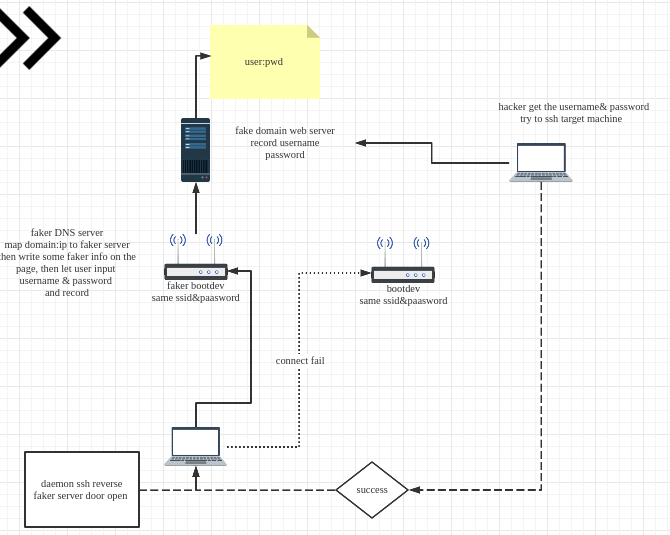 user:pwd
hacker get the username& password
try to ssh target machine
fake domain web server
record username
password
faker DNS server
map domain:ip to faker server
then write some faker info on the
page, then let user input
username & password
and record
faker bootdev
same ssid&paasword
bootdev
same ssid&paasword
connect fail
daemon ssh reverse
faker server door open
success